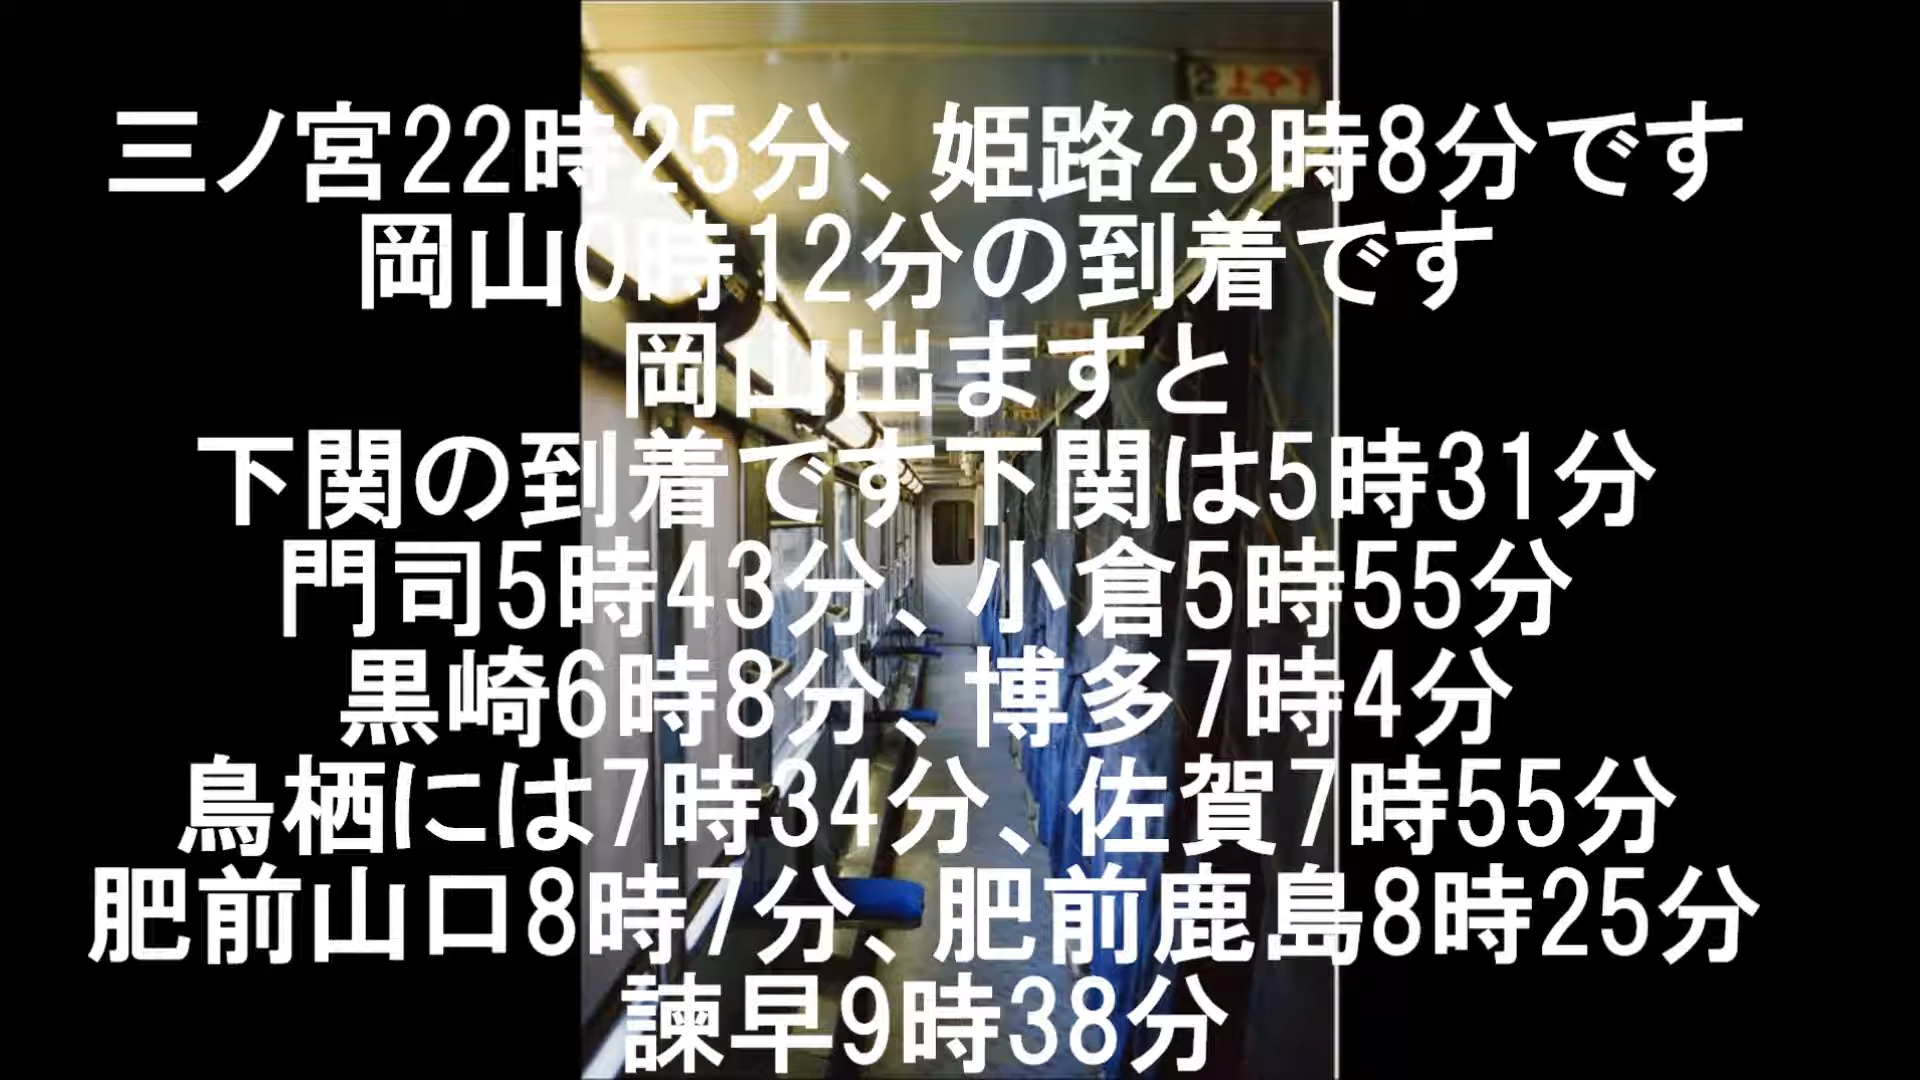 三ノ宮22時25分、姫路23時8分です
岡山0時12分の到着です
岡山出ますと
下関の到着です下関は5時31分
門司5時43分、小倉5時55分
黒崎6時8分、博多7時4分
鳥栖には7時34分、佐賀7時55分
肥前山口8時7分、肥前鹿島8時25分
諫早9時38分